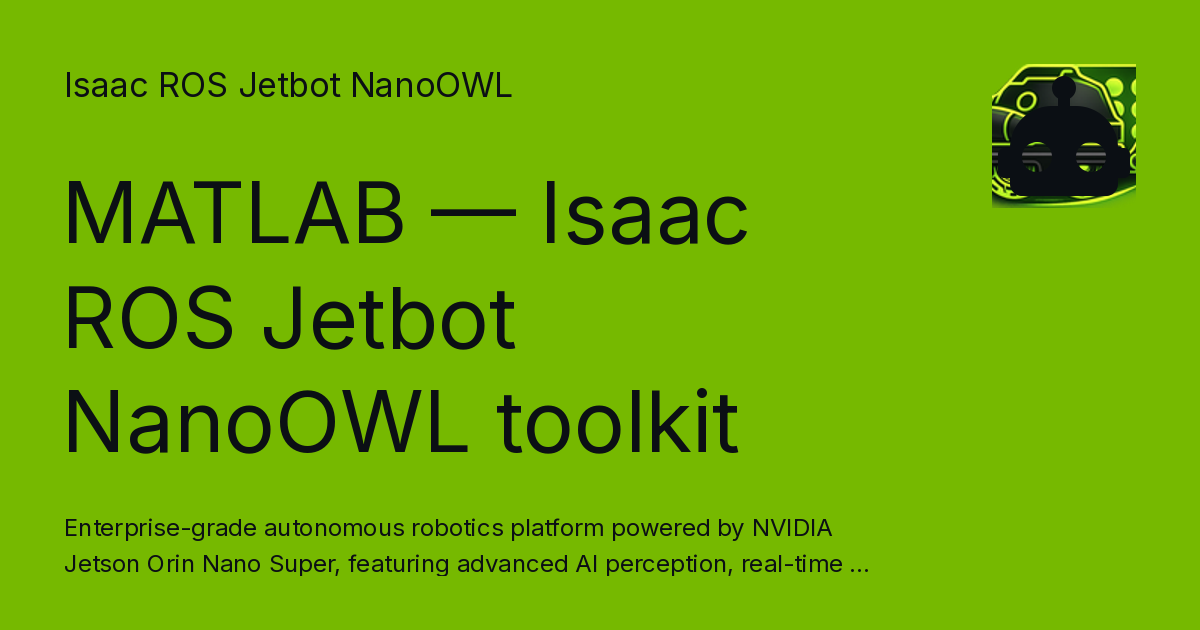 Isaac ROS Jetbot NanoOWL
MATLAB — Isaac
ROS Jetbot
NanoOWL toolkit
Enterprise-grade autonomous robotics platform powered by NVIDIA
Jetson Orin Nano Super, featuring advanced AI perception, real-time ...